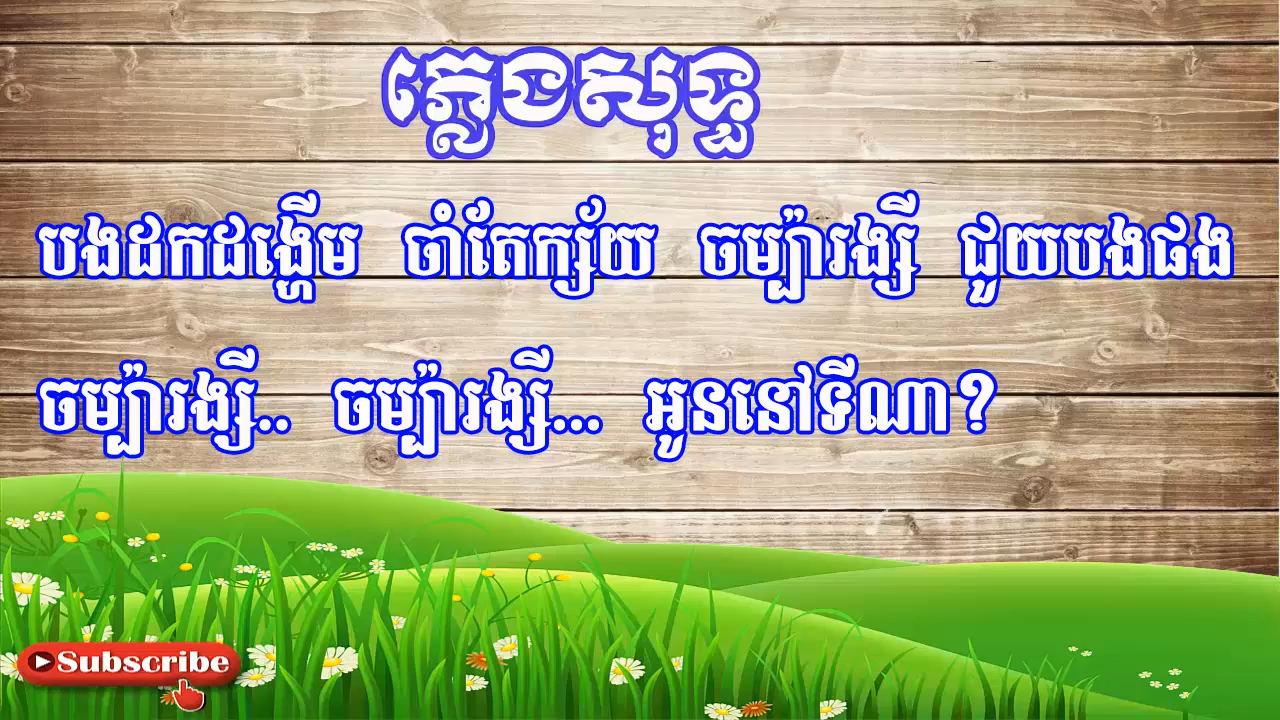 ភ្លេងសុទ្ធ
បងដកដង្ហើម ចាំតែក្ស័យ ចម្ប៉ារង្សី ជួយបងផង
ចម្ប៉ារង្សី.. ចម្ប៉ារង្សី... អូននៅទីណា?
Subscribe